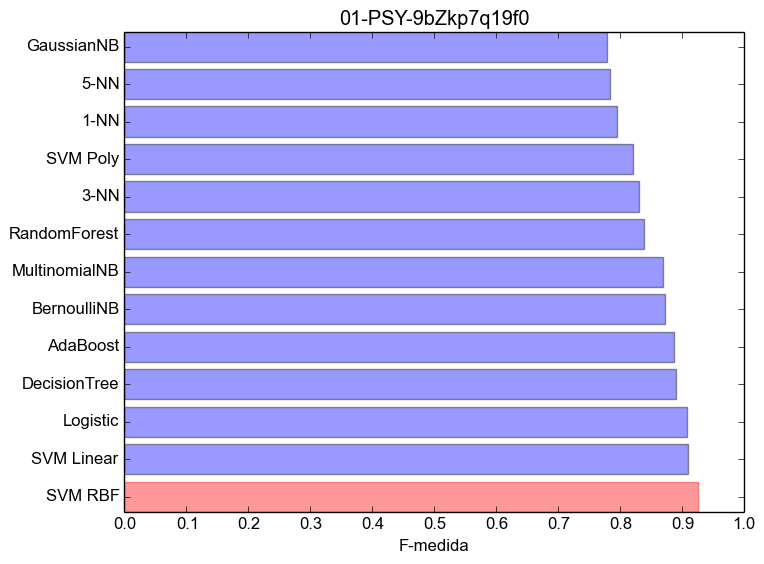 01-PSY-9bZkp7q19f0
GaussianNB
5-NN
1-NN
SVM Poly
3-NN
RandomForest
MultinomialNB
BernoulliNB
AdaBoost
DecisionTree
Logistic
SVM Linear
SVM RBF
0.0 0.1 0.2 0.3 0.4 0.5 0.6 0.7 0.8 0.9 1.0
F-medida